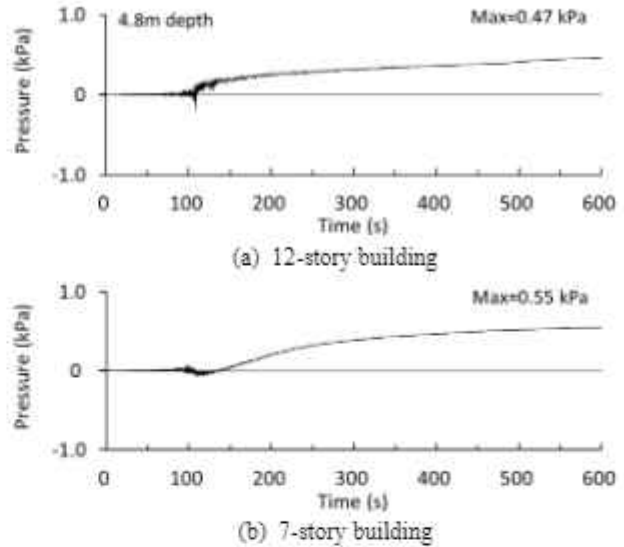 1.0
4.8m depth
Max=0.47 kPa
Pressure (kPa)
0
-1.0
0 100 200 300 400 500 600
Time (s)
(a) 12-story building
1.0
Max=0.55 kPa
Pressure (kPa)
0
-1.0
0 100 200 300 400 500 600
Time (s)
(b) 7-story building